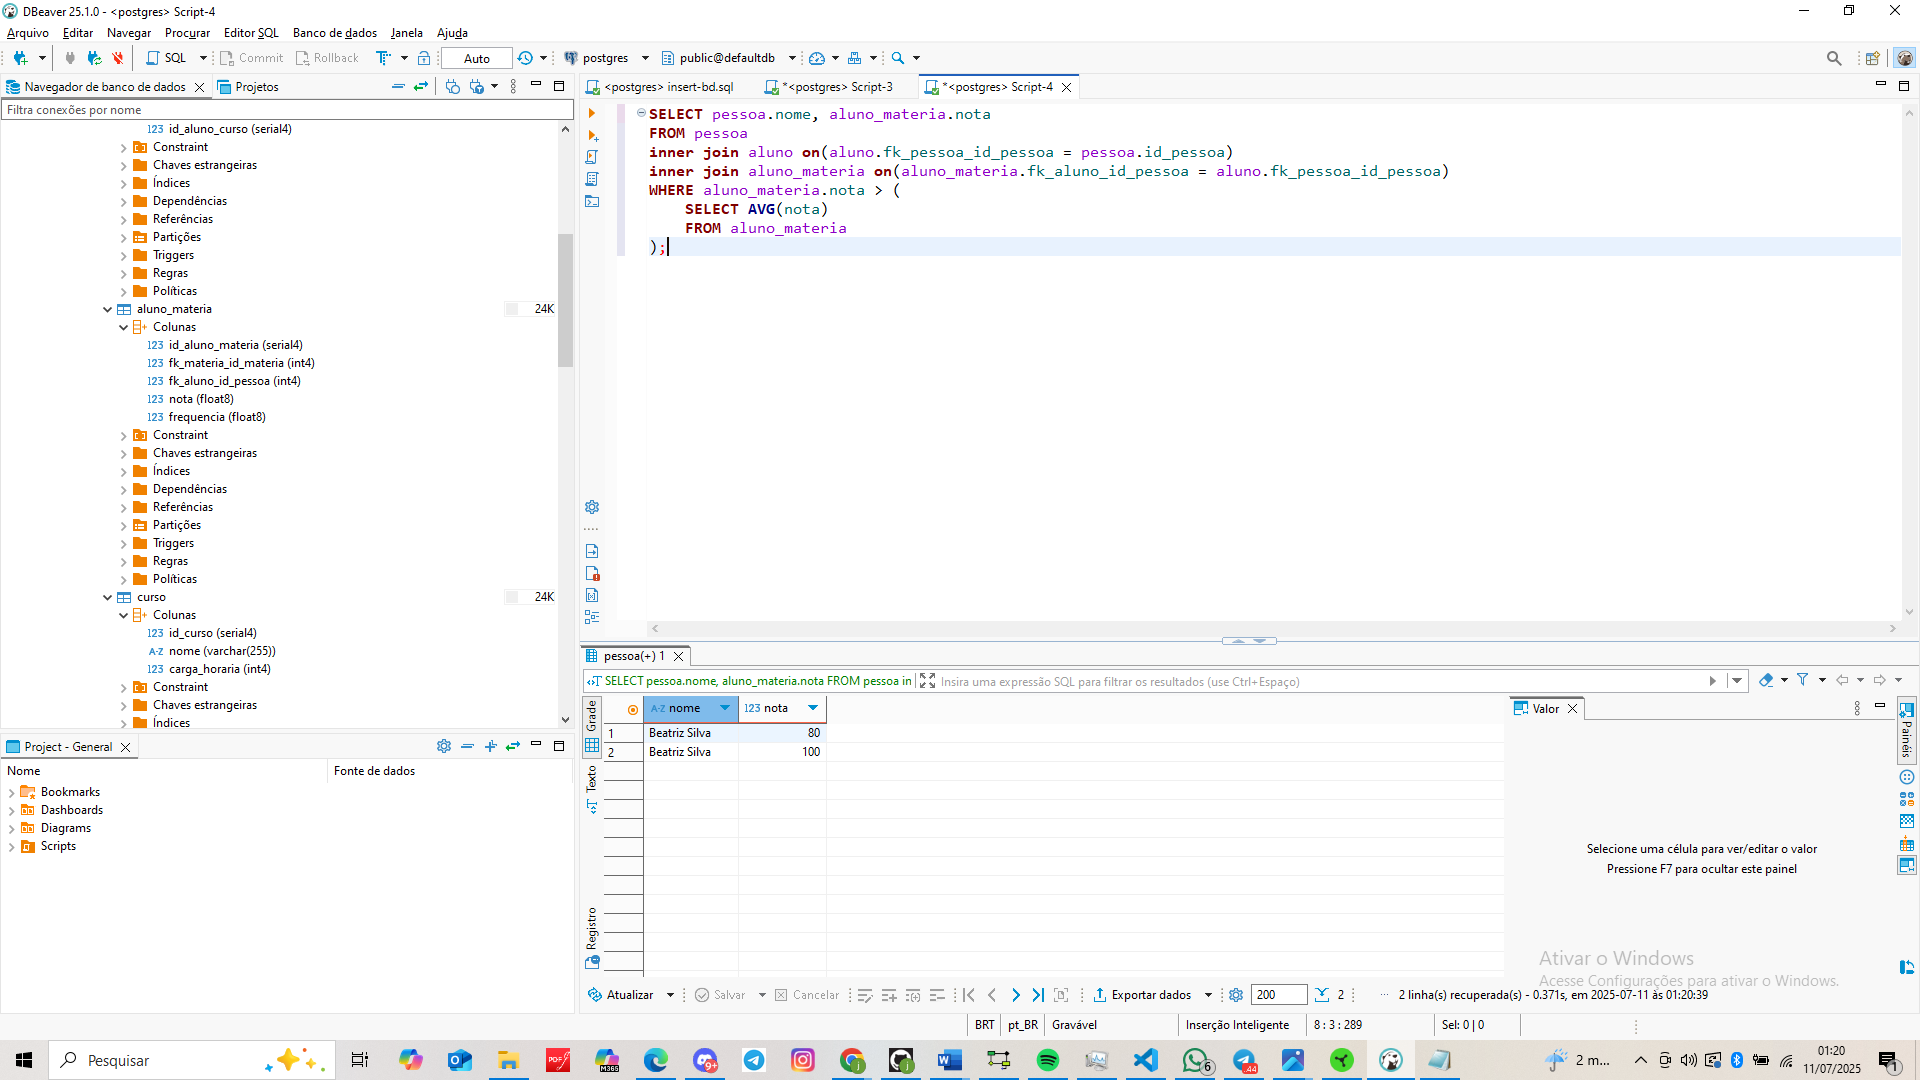 DBeaver 25.1.0 - <postgres> Script-4
Arquivo Editar Navegar Procurar Editor SQL Banco de dados Janela Ajuda
SQL Commit Rollback Auto postgres public@defaultdb
Navegador de banco de dados Projetos
Filtra conexões por nome
123 id_aluno_curso (serial4)
Constraint
Chaves estrangeiras
Índices
Dependências
Referências
Partições
Triggers
Regras
Políticas
aluno_materia 24K
Colunas
123 id_aluno_materia (serial4)
123 fk_materia_id_materia (int4)
123 fk_aluno_id_pessoa (int4)
123 nota (float8)
123 frequencia (float8)
Constraint
Chaves estrangeiras
Índices
Dependências
Referências
Partições
Triggers
Regras
Políticas
curso 24K
Colunas
123 id_curso (serial4)
A-Z nome (varchar(255))
123 carga_horaria (int4)
Constraint
Chaves estrangeiras
Índices
Project - General
Nome Fonte de dados
Bookmarks
Dashboards
Diagrams
Scripts
<postgres> insert-bd.sql *<postgres> Script-3 *<postgres> Script-4
SELECT pessoa.nome, aluno_materia.nota
FROM pessoa
inner join aluno on(aluno.fk_pessoa_id_pessoa = pessoa.id_pessoa)
inner join aluno_materia on(aluno_materia.fk_aluno_id_pessoa = aluno.fk_pessoa_id_pessoa)
WHERE aluno_materia.nota > (
SELECT AVG(nota)
FROM aluno_materia
);
pessoa(+) 1
SELECT pessoa.nome, aluno_materia.nota FROM pessoa in Insira uma expressão SQL para filtrar os resultados (use Ctrl+Espaço)
Grade
Texto
Registro
A-Z nome 123 nota
1 Beatriz Silva 80
2 Beatriz Silva 100
Valor
Painéis
Selecione uma célula para ver/editar o valor
Pressione F7 para ocultar este painel
Ativar o Windows
Acesse Configurações para ativar o Windows.
Atualizar Salvar Cancelar Exportar dados 200 2 2 linha(s) recuperada(s) - 0.371s, em 2025-07-11 às 01:20:39
BRT pt_BR Gravável Inserção Inteligente 8 : 3 : 289 Sel: 0 | 0
Pesquisar
PDF
M365
9+
6
44
2 m...
01:20
11/07/2025
1